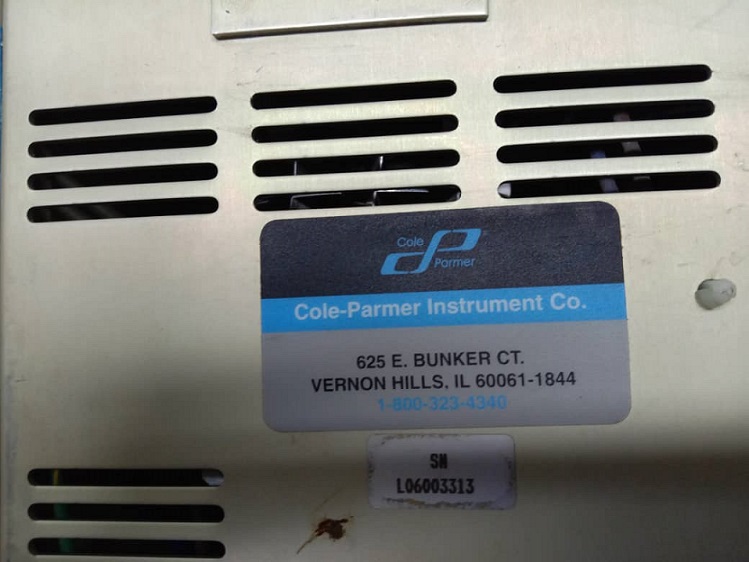 Cole
Parmer
Cole-Parmer Instrument Co.
625 E. BUNKER CT.
VERNON HILLS, IL 60061-1844
1-800-323-4340
SN
L06003313